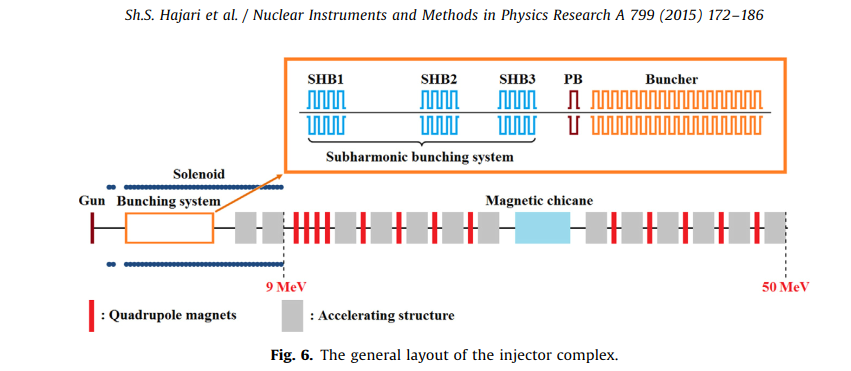 Sh.S. Hajari et al. / Nuclear Instruments and Methods in Physics Research A 799 (2015) 172–186
SHB1 SHB2 SHB3 PB Buncher
Subharmonic bunching system
Solenoid
Gun Bunching system Magnetic chicane
9 MeV 50 MeV
: Quadrupole magnets : Accelerating structure
Fig. 6. The general layout of the injector complex.